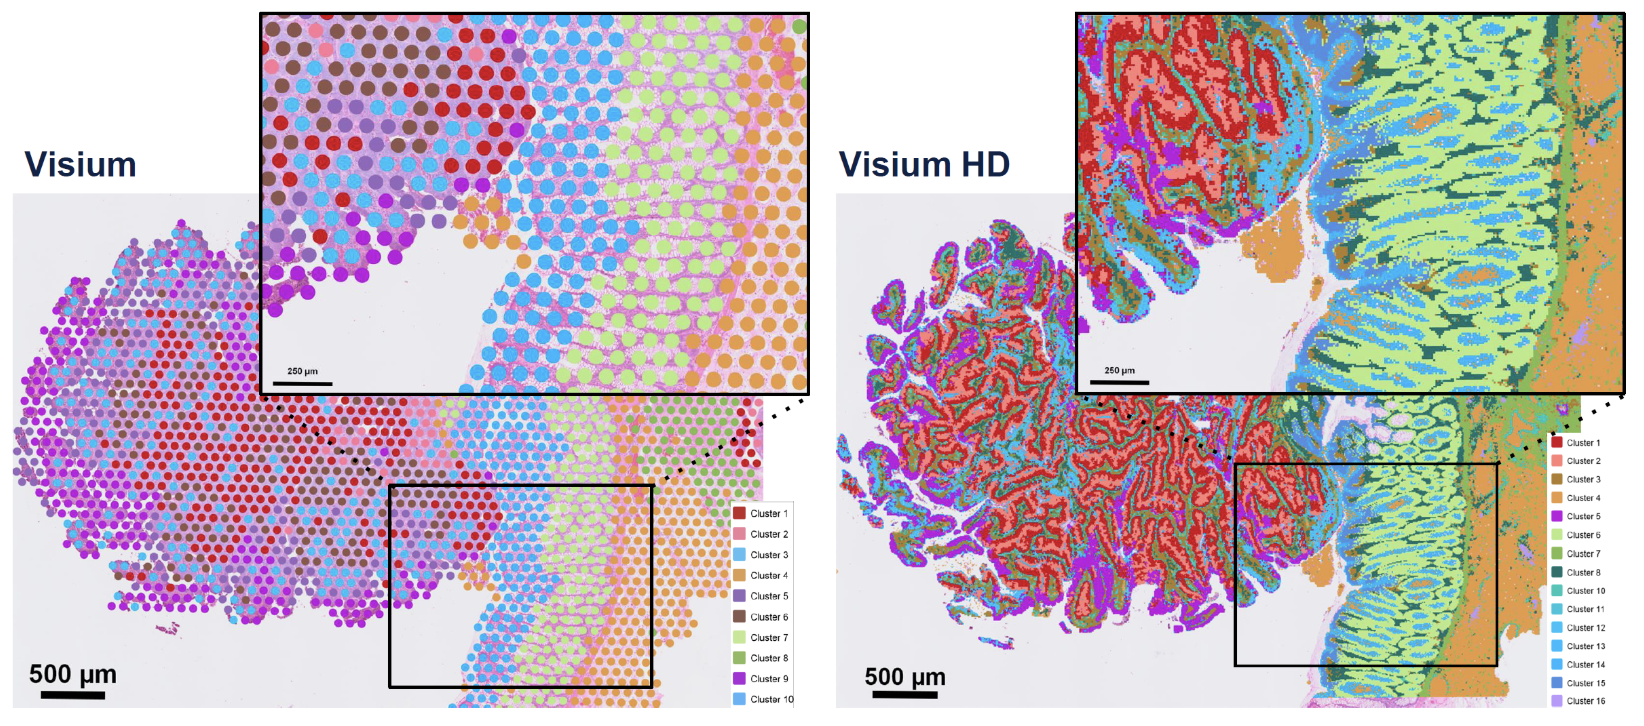 Visium
250 µm
500 µm
Cluster 1
Cluster 2
Cluster 3
Cluster 4
Cluster 5
Cluster 6
Cluster 7
Cluster 8
Cluster 9
Cluster 10
Visium HD
250 µm
500 µm
Cluster 1
Cluster 2
Cluster 3
Cluster 4
Cluster 5
Cluster 6
Cluster 7
Cluster 8
Cluster 10
Cluster 11
Cluster 12
Cluster 13
Cluster 14
Cluster 15
Cluster 16